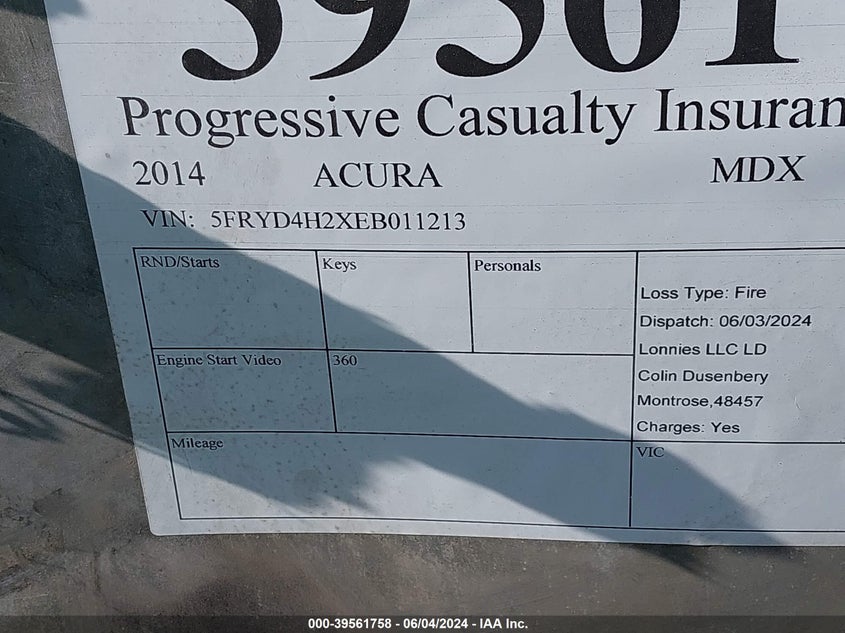 Progressive Casualty
2014 ACURA MDX
VIN: 5FRYD4H2XEB011213
RND/Starts Keys Personals
Loss Type: Fire
Dispatch: 06/03/2024
Lonnies LLC LD
Colin Dusenbery
Montrose,48457
Charges: Yes
Engine Start Video 360
Mileage VIC
000-39561758 - 06/04/2024 - IAA Inc.